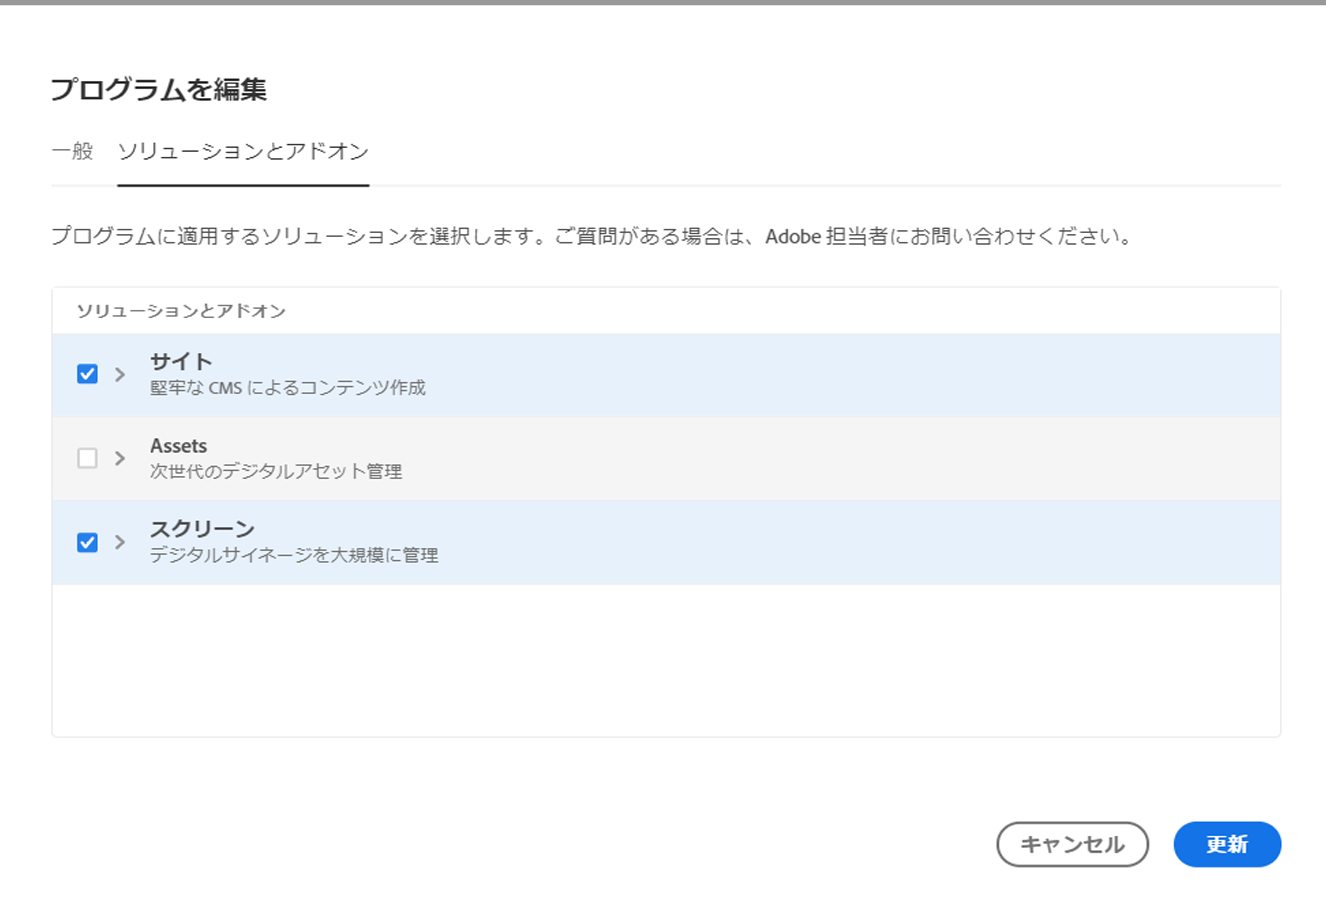 プログラムを編集
一般 ソリューションとアドオン
プログラムに適用するソリューションを選択します。ご質問がある場合は、Adobe 担当者にお問い合わせください。
ソリューションとアドオン
サイト
堅牢な CMS によるコンテンツ作成
Assets
次世代のデジタルアセット管理
スクリーン
デジタルサイネージを大規模に管理
キャンセル 更新